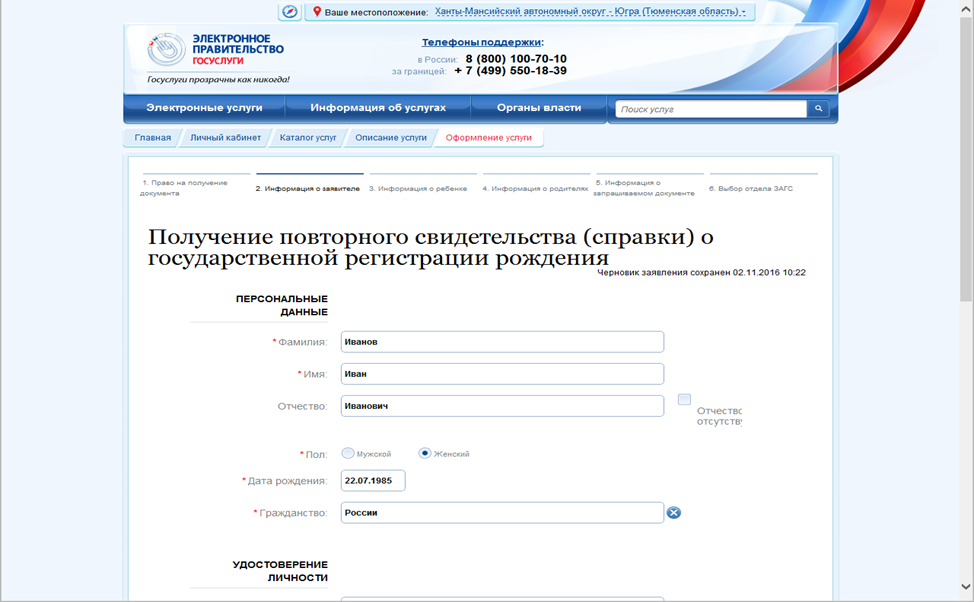 Ваше местоположение: Ханты-Мансийский автономный округ - Югра (Тюменская область)
ЭЛЕКТРОННОЕ
ПРАВИТЕЛЬСТВО
ГОСУСЛУГИ
Госуслуги прозрачны как никогда!
Телефоны поддержки:
в России: 8 (800) 100-70-10
за границей: + 7 (499) 550-18-39
Электронные услуги Информация об услугах Органы власти Поиск услуг
Главная Личный кабинет Каталог услуг Описание услуги Оформление услуги
1. Право на получение
документа
2. Информация о заявителе
3. Информация о ребенке
4. Информация о родителях
5. Информация о
запрашиваемом документе
6. Выбор отдела ЗАГС
Получение повторного свидетельства (справки) о
государственной регистрации рождения
Черновик заявления сохранен 02.11.2016 10:22
ПЕРСОНАЛЬНЫЕ
ДАННЫЕ
* Фамилия: Иванов
* Имя: Иван
Отчество: Иванович
Отчество
отсутству
* Пол: Мужской Женский
* Дата рождения: 22.07.1985
* Гражданство: России
УДОСТОВЕРЕНИЕ
ЛИЧНОСТИ